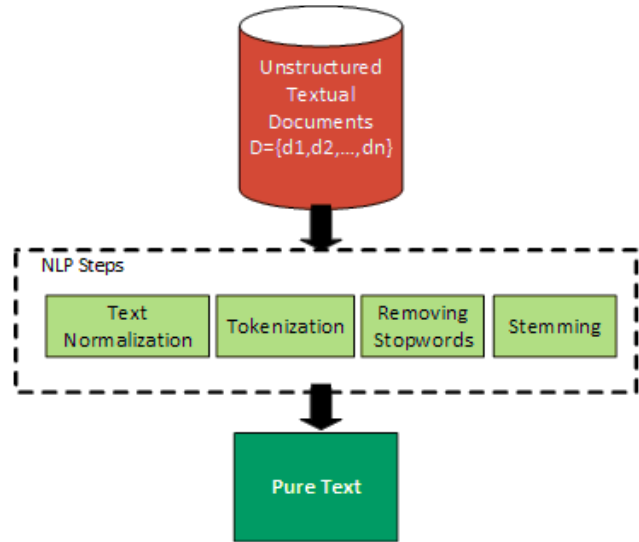 Unstructured
Textual
Documents
D={d1,d2,...,dn}
NLP Steps
Text
Normalization
Tokenization
Removing
Stopwords
Stemming
Pure Text